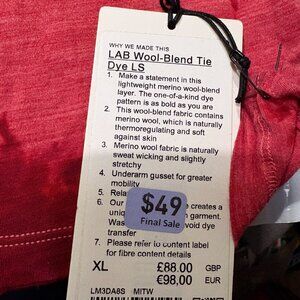 WHY WE MADE THIS
LAB Wool-Blend Tie
Dye LS
1. Make a statement in this
lightweight merino wool-blend
layer. The one-of-a-kind dye
pattern is as bold as you are
2. This wool-blend fabric contains
merino wool, which is naturally
thermoregulating and soft
against skin
3. Merino wool fabric is naturally
sweat wicking and slightly
stretchy
4. Underarm gusset for greater
mobility
5. Rela
6. Our creates a
uniq garment.
Was void dye
transfer
$49
Final Sale
7. Please refer to content label
for fibre content details
XL £88.00 GBP
€98,00 EUR
LM3DA8S MITW